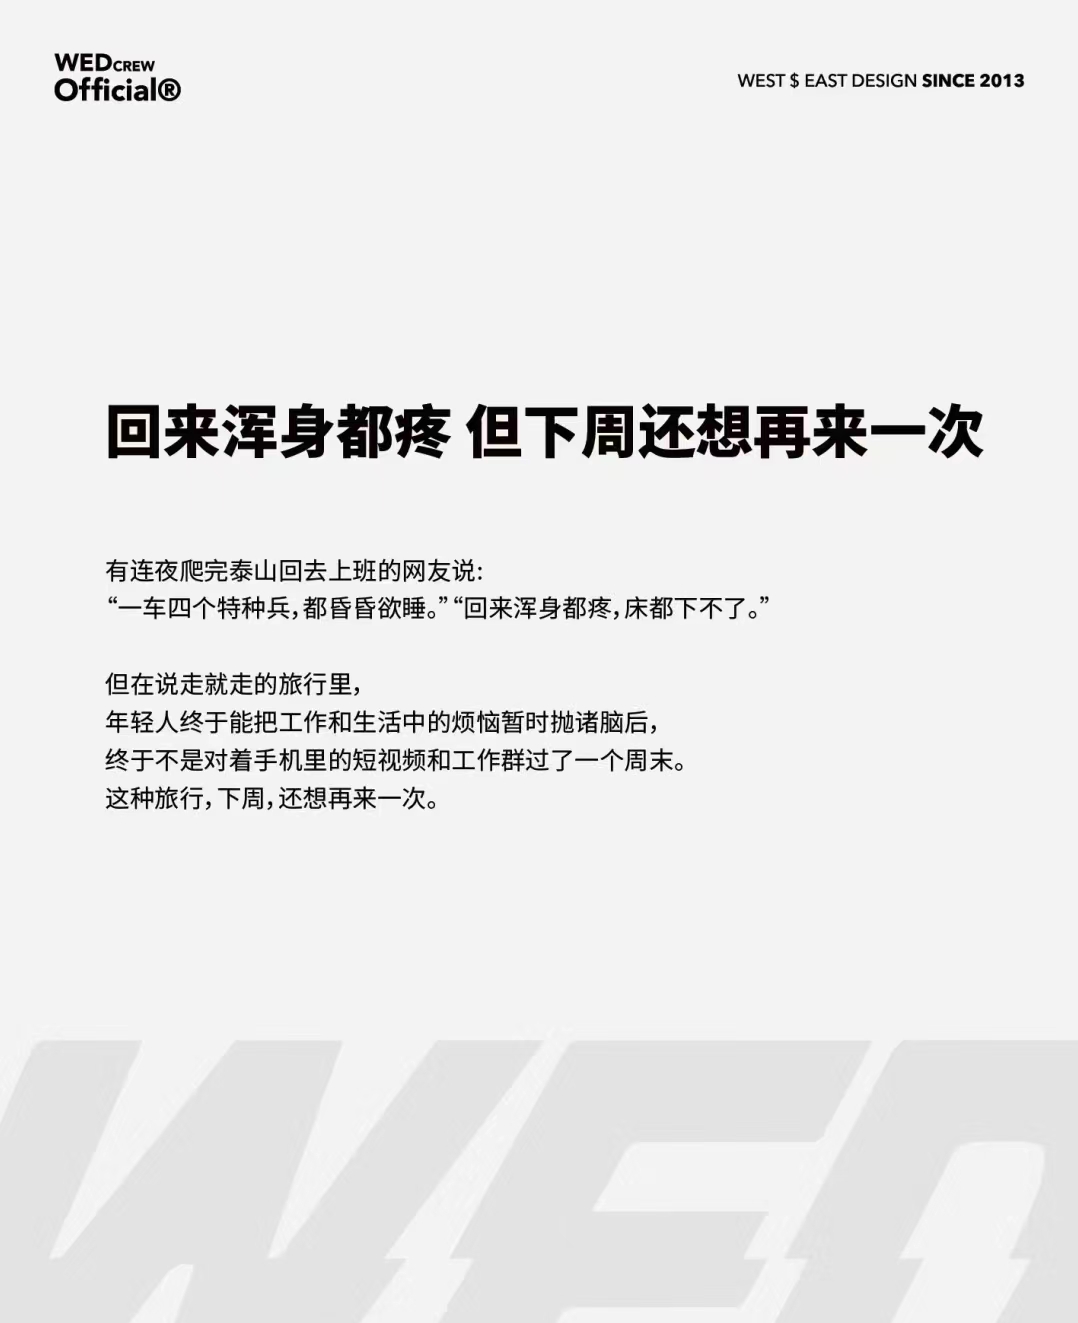 WEDCREW
Official®
WEST $ EAST DESIGN SINCE 2013
回来浑身都疼 但下周还想再来一次
有连夜爬完泰山回去上班的网友说:
“一车四个特种兵,都昏昏欲睡。”“回来浑身都疼,床都下不了。”
但在说走就走的旅行里,
年轻人终于能把工作和生活中的烦恼暂时抛诸脑后,
终于不是对着手机里的短视频和工作群过了一个周末。
这种旅行,下周,还想再来一次。
WED